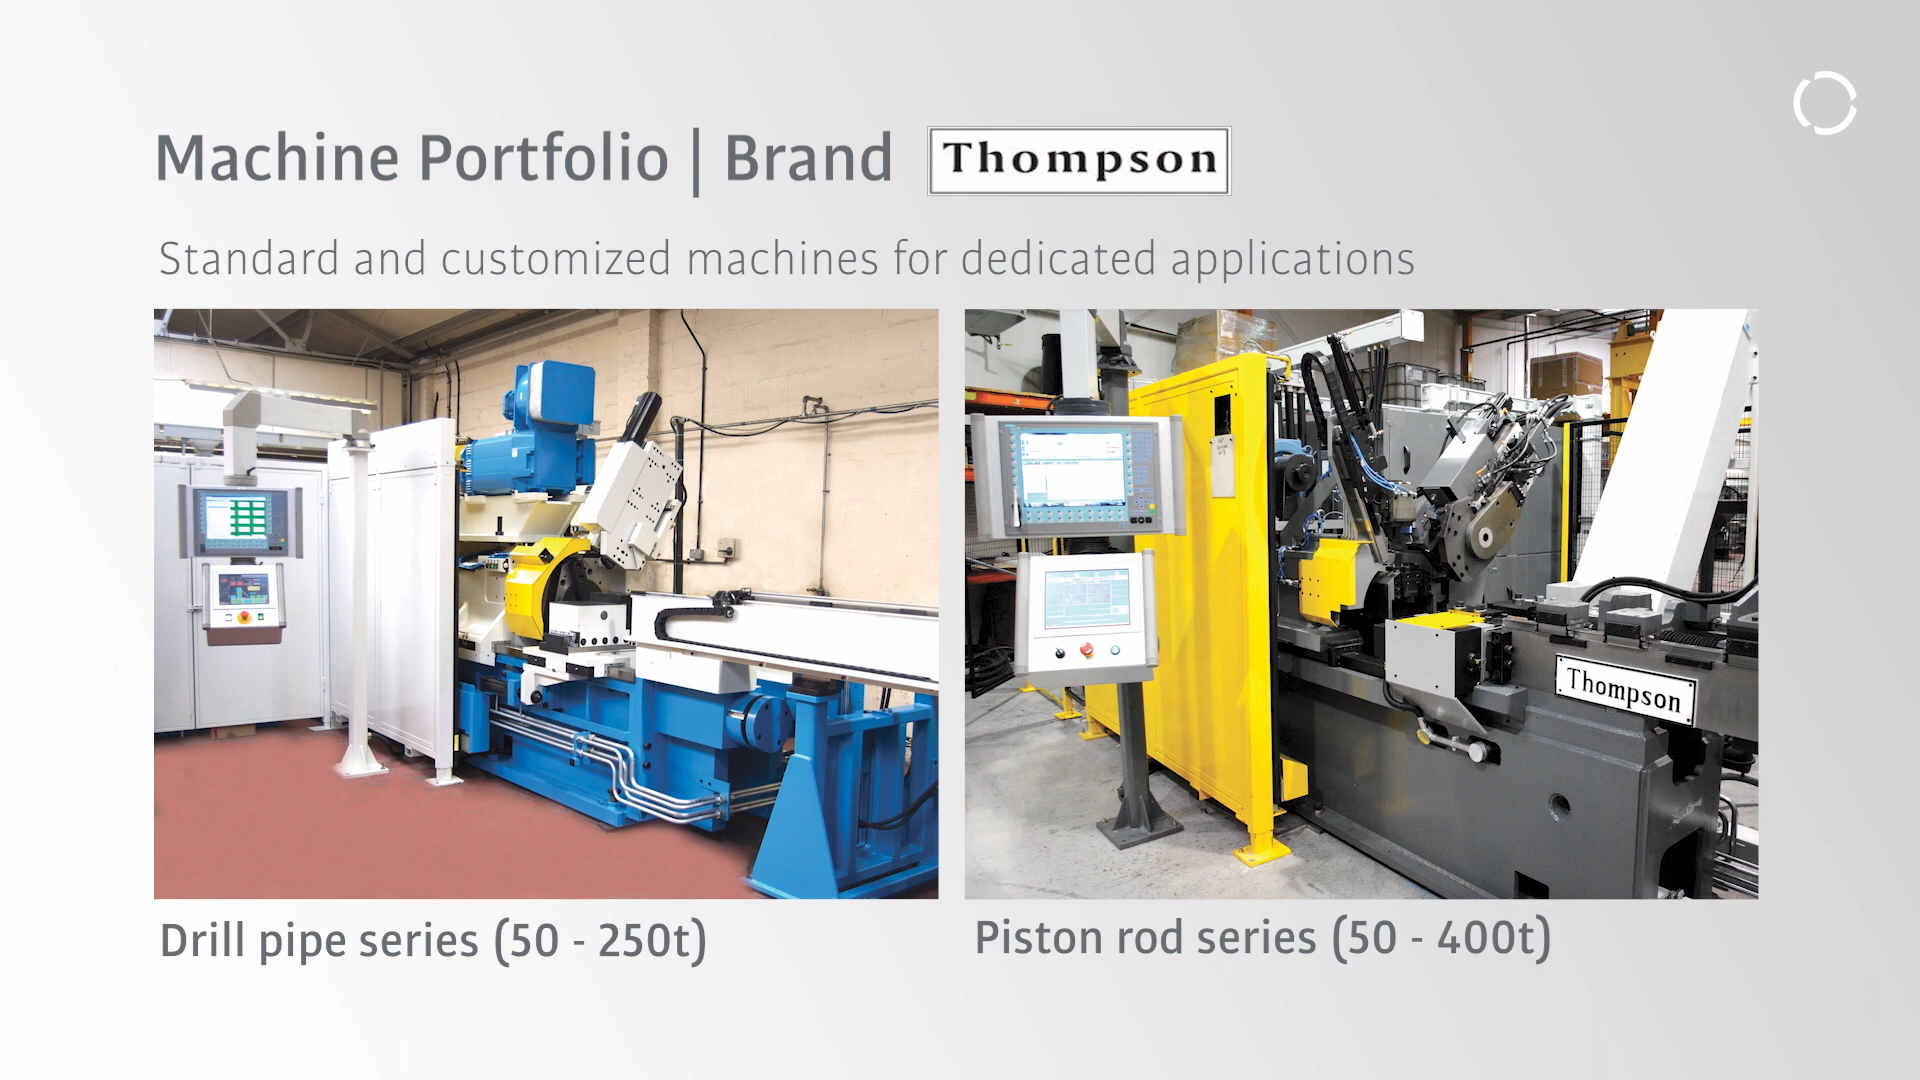 Machine Portfolio | Brand Thompson
Standard and customized machines for dedicated applications
Thompson
Drill pipe series (50 - 250t)
Piston rod series (50 - 400t)